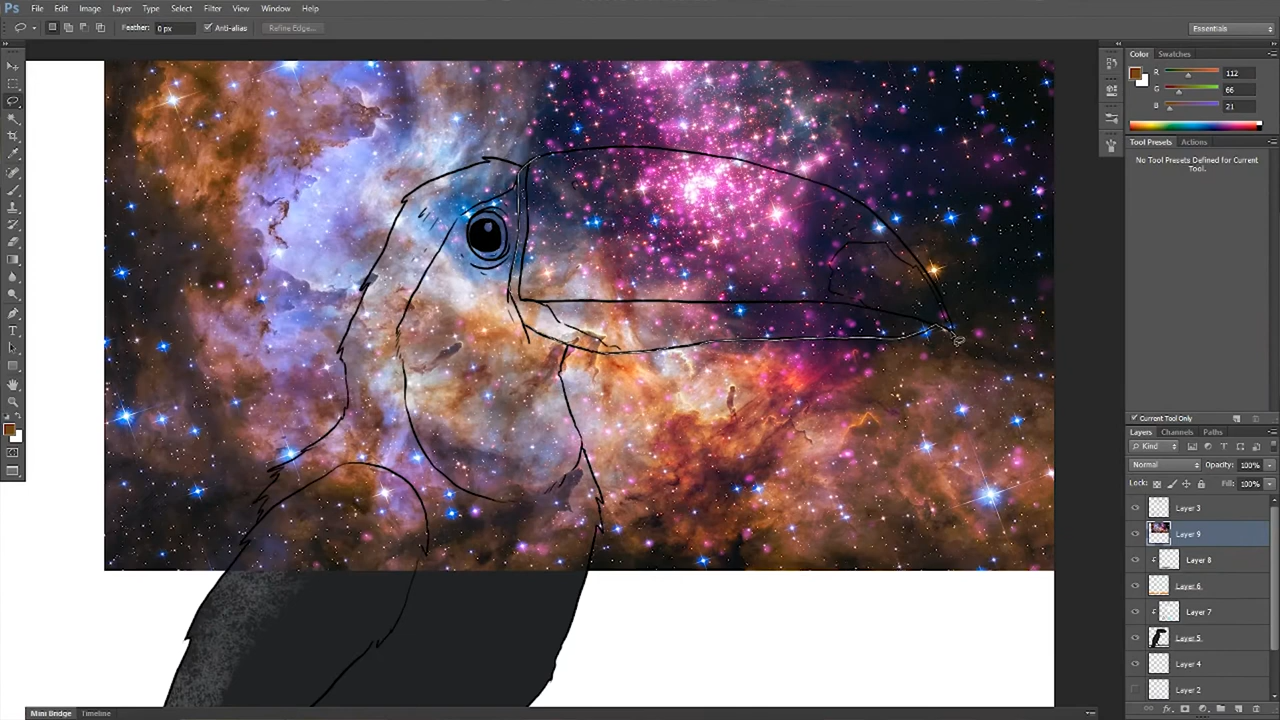 Ps File Edit Image Layer Type Select Filter Window Help
Feather: 0 px Anti-alias Refine Edge... Essentials
Color Swatches
R 112
G 66
B 21
Tool Presets Actions
No Tool Presets Defined for Current
Tool.
Current Tool Only
Layers Channels Paths
Kind
Normal Opacity: 100%
Lock: Fill: 100%
Layer 3
Layer 9
Layer 8
Layer 6
Layer 7
Layer 5
Layer 4
Layer 2
fx
Mini Bridge Timeline